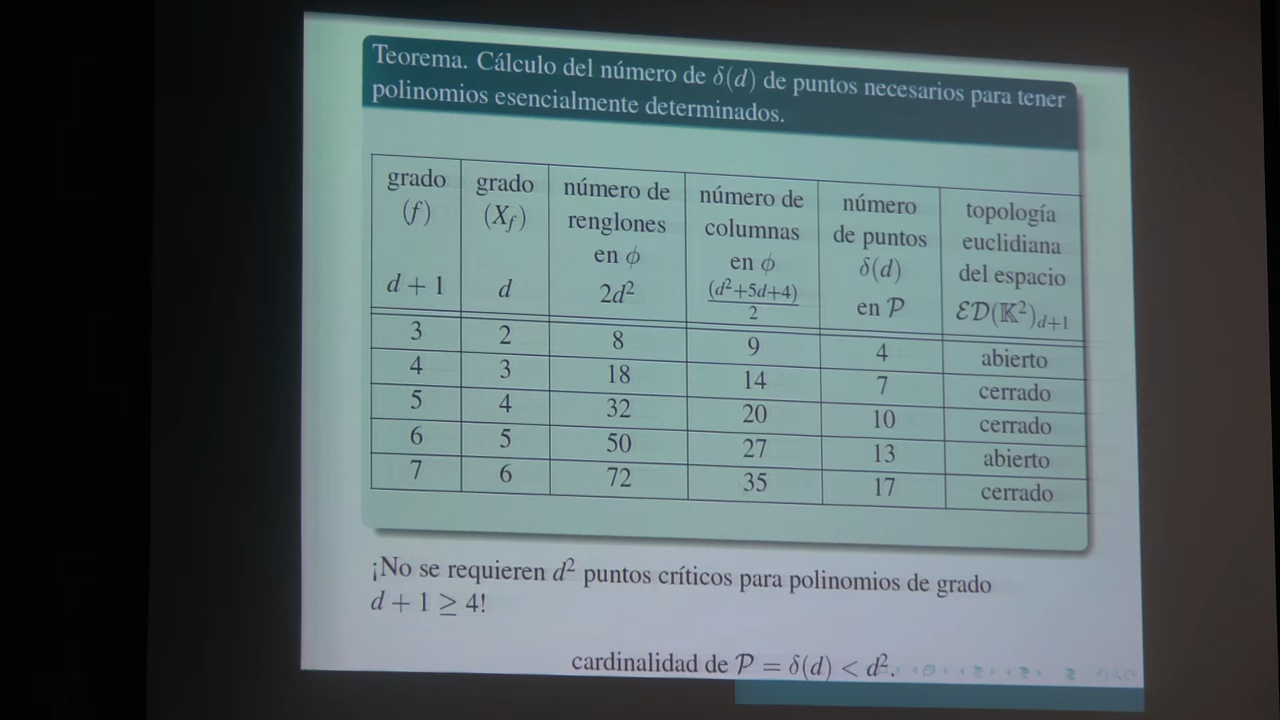 Teorema. Cálculo del número de δ(d) de puntos necesarios para tener
polinomios esencialmente determinados.
grado (f) d + 1 | grado (X_f) d | número de renglones en ϕ 2d² | número de columnas en ϕ (d²+5d+4)/2 | número de puntos δ(d) en 𝒫 | topología euclidiana del espacio ℰ𝒟(𝕂²)_{d+1}
3 | 2 | 8 | 9 | 4 | abierto
4 | 3 | 18 | 14 | 7 | cerrado
5 | 4 | 32 | 20 | 10 | cerrado
6 | 5 | 50 | 27 | 13 | abierto
7 | 6 | 72 | 35 | 17 | cerrado
¡No se requieren d² puntos críticos para polinomios de grado
d + 1 ≥ 4!
cardinalidad de 𝒫 = δ(d) < d².